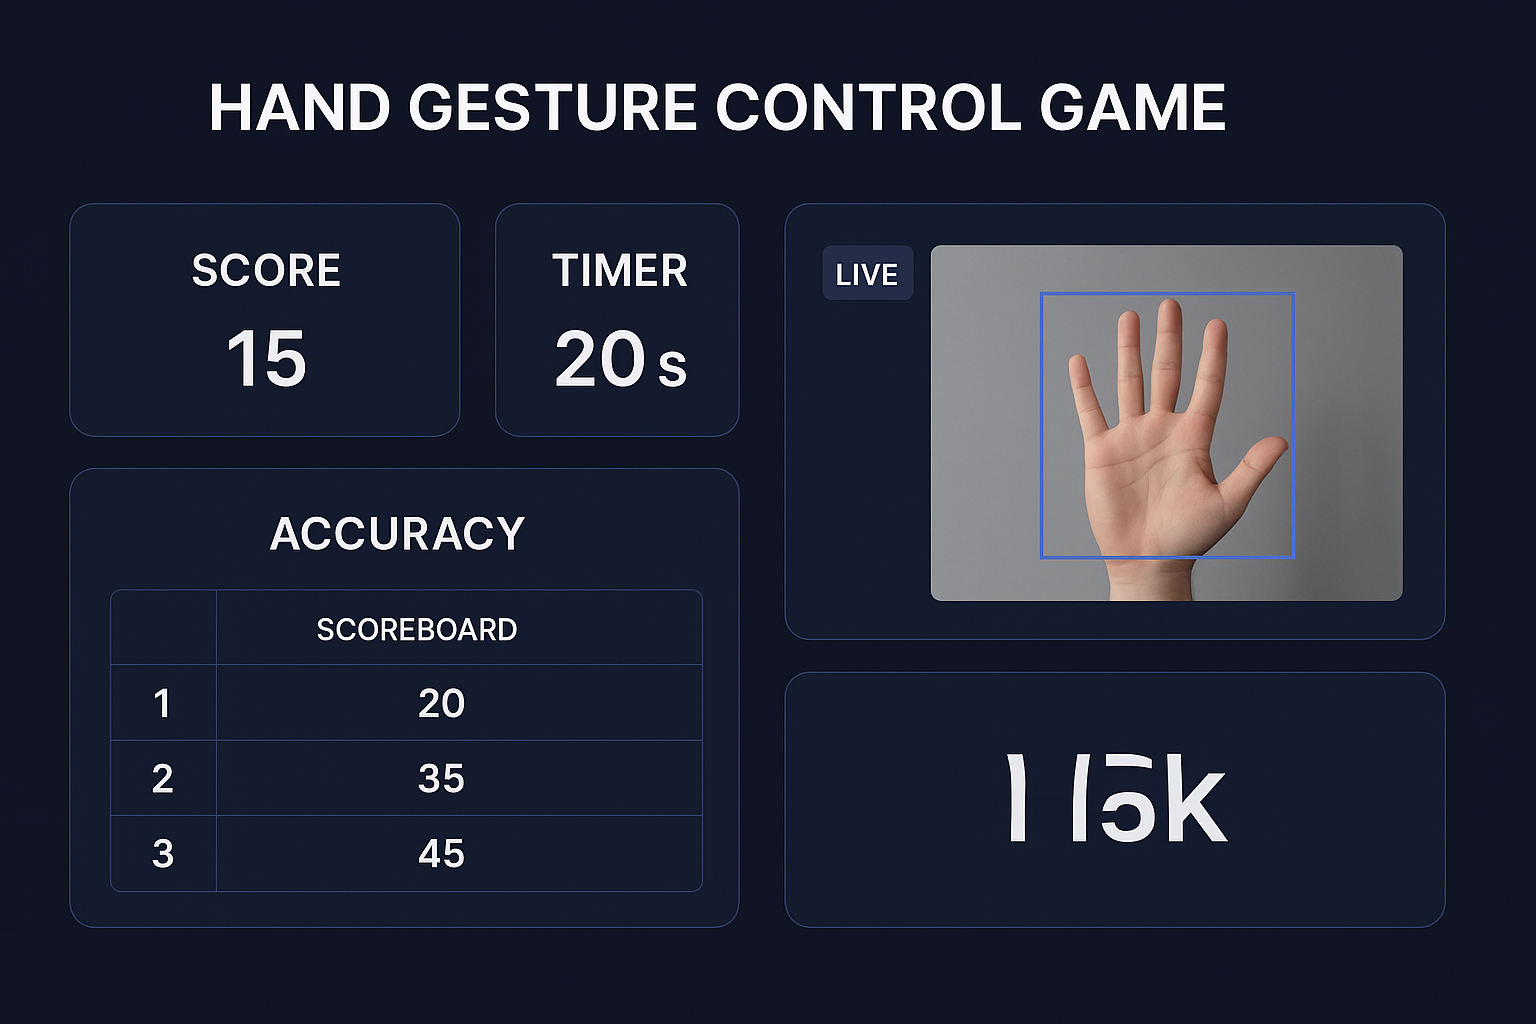 HAND GESTURE CONTROL GAME
SCORE
15
TIMER
20 s
LIVE
ACCURACY
SCOREBOARD
1 20
2 35
3 45